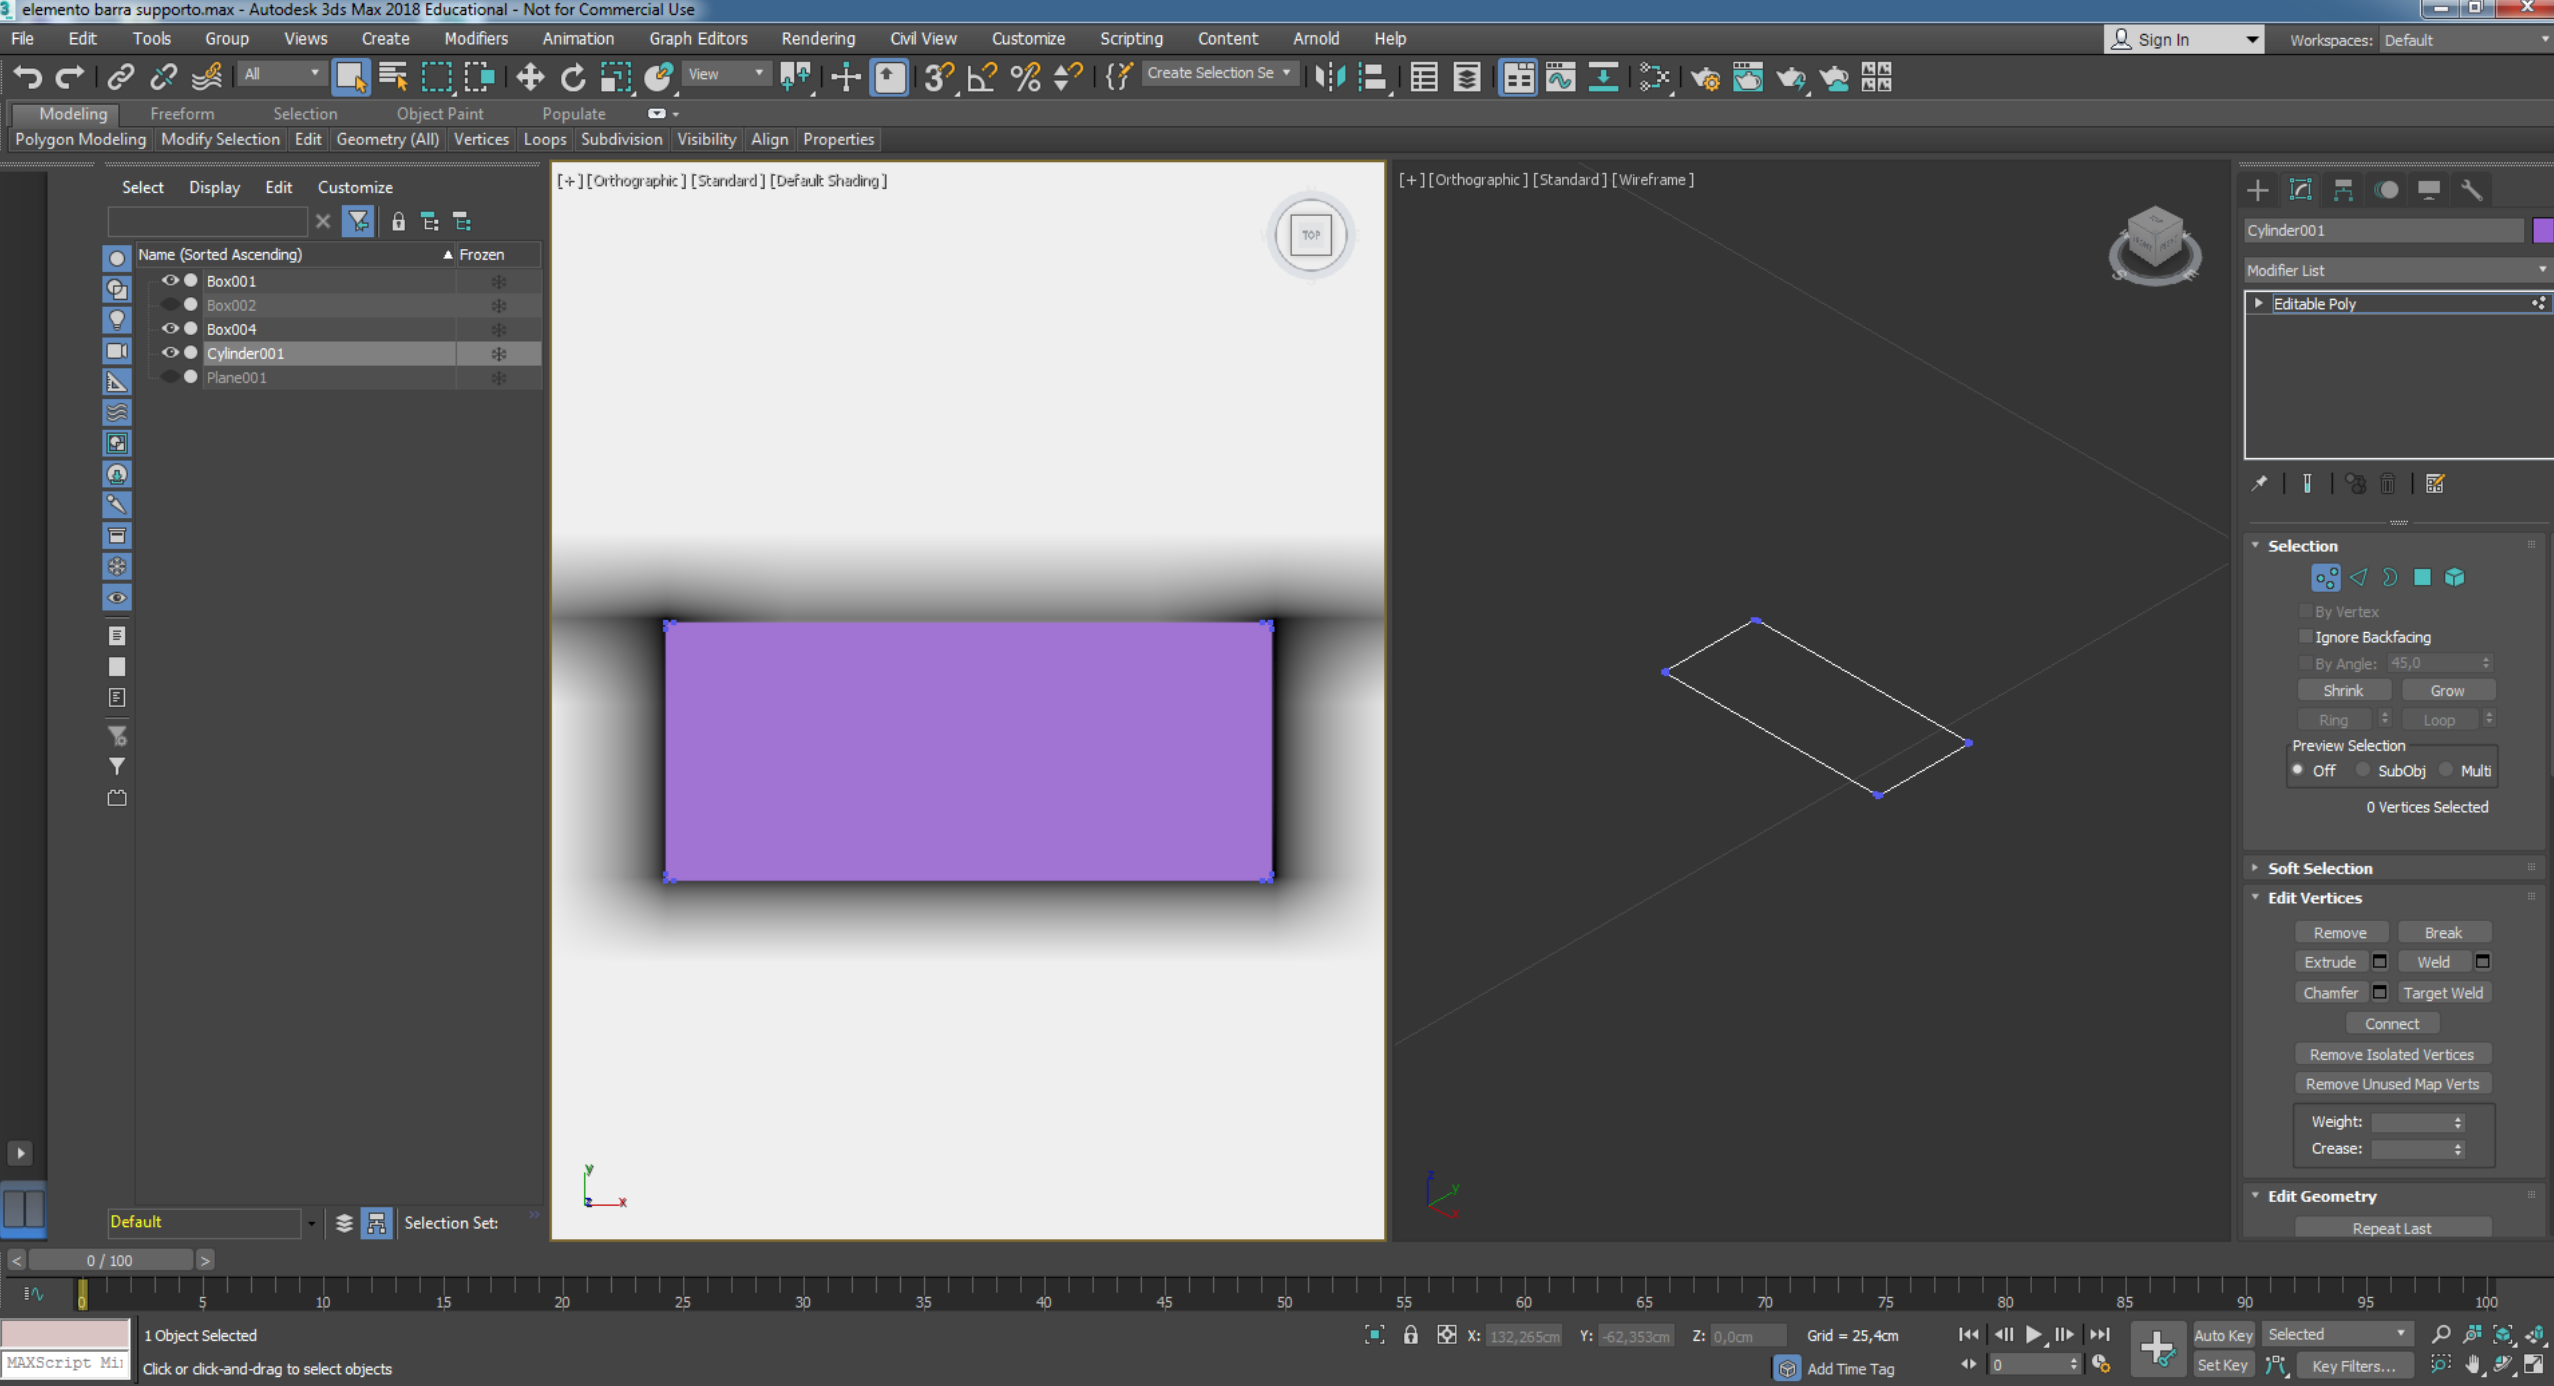 elemento barra supporto.max - Autodesk 3ds Max 2018 Educational - Not for Commercial Use
File Edit Tools Group Views Create Modifiers Animation Graph Editors Rendering Civil View Customize Scripting Content Arnold Help
Sign In
Workspaces: Default
All
View
Create Selection Se
Modeling Freeform Selection Object Paint Populate
Polygon Modeling Modify Selection Edit Geometry (All) Vertices Loops Subdivision Visibility Align Properties
Select Display Edit Customize
Name (Sorted Ascending) Frozen
Box001
Box002
Box004
Cylinder001
Plane001
[+][Orthographic][Standard][Default Shading]
TOP
[+][Orthographic][Standard][Wireframe]
S E
Cylinder001
Modifier List
Editable Poly
Selection
By Vertex
Ignore Backfacing
By Angle: 45,0
Shrink Grow
Ring Loop
Preview Selection
Off SubObj Multi
0 Vertices Selected
Soft Selection
Edit Vertices
Remove Break
Extrude Weld
Chamfer Target Weld
Connect
Remove Isolated Vertices
Remove Unused Map Verts
Weight:
Crease:
Edit Geometry
Repeat Last
y
z x
z y
x
Default
Selection Set:
< 0 / 100 >
0 5 10 15 20 25 30 35 40 45 50 55 60 65 70 75 80 85 90 95 100
1 Object Selected
X: 132,265cm Y: -62,353cm Z: 0,0cm Grid = 25,4cm
Auto Key Selected
MAXScript Mi
Click or click-and-drag to select objects
Add Time Tag
0
Set Key Key Filters...